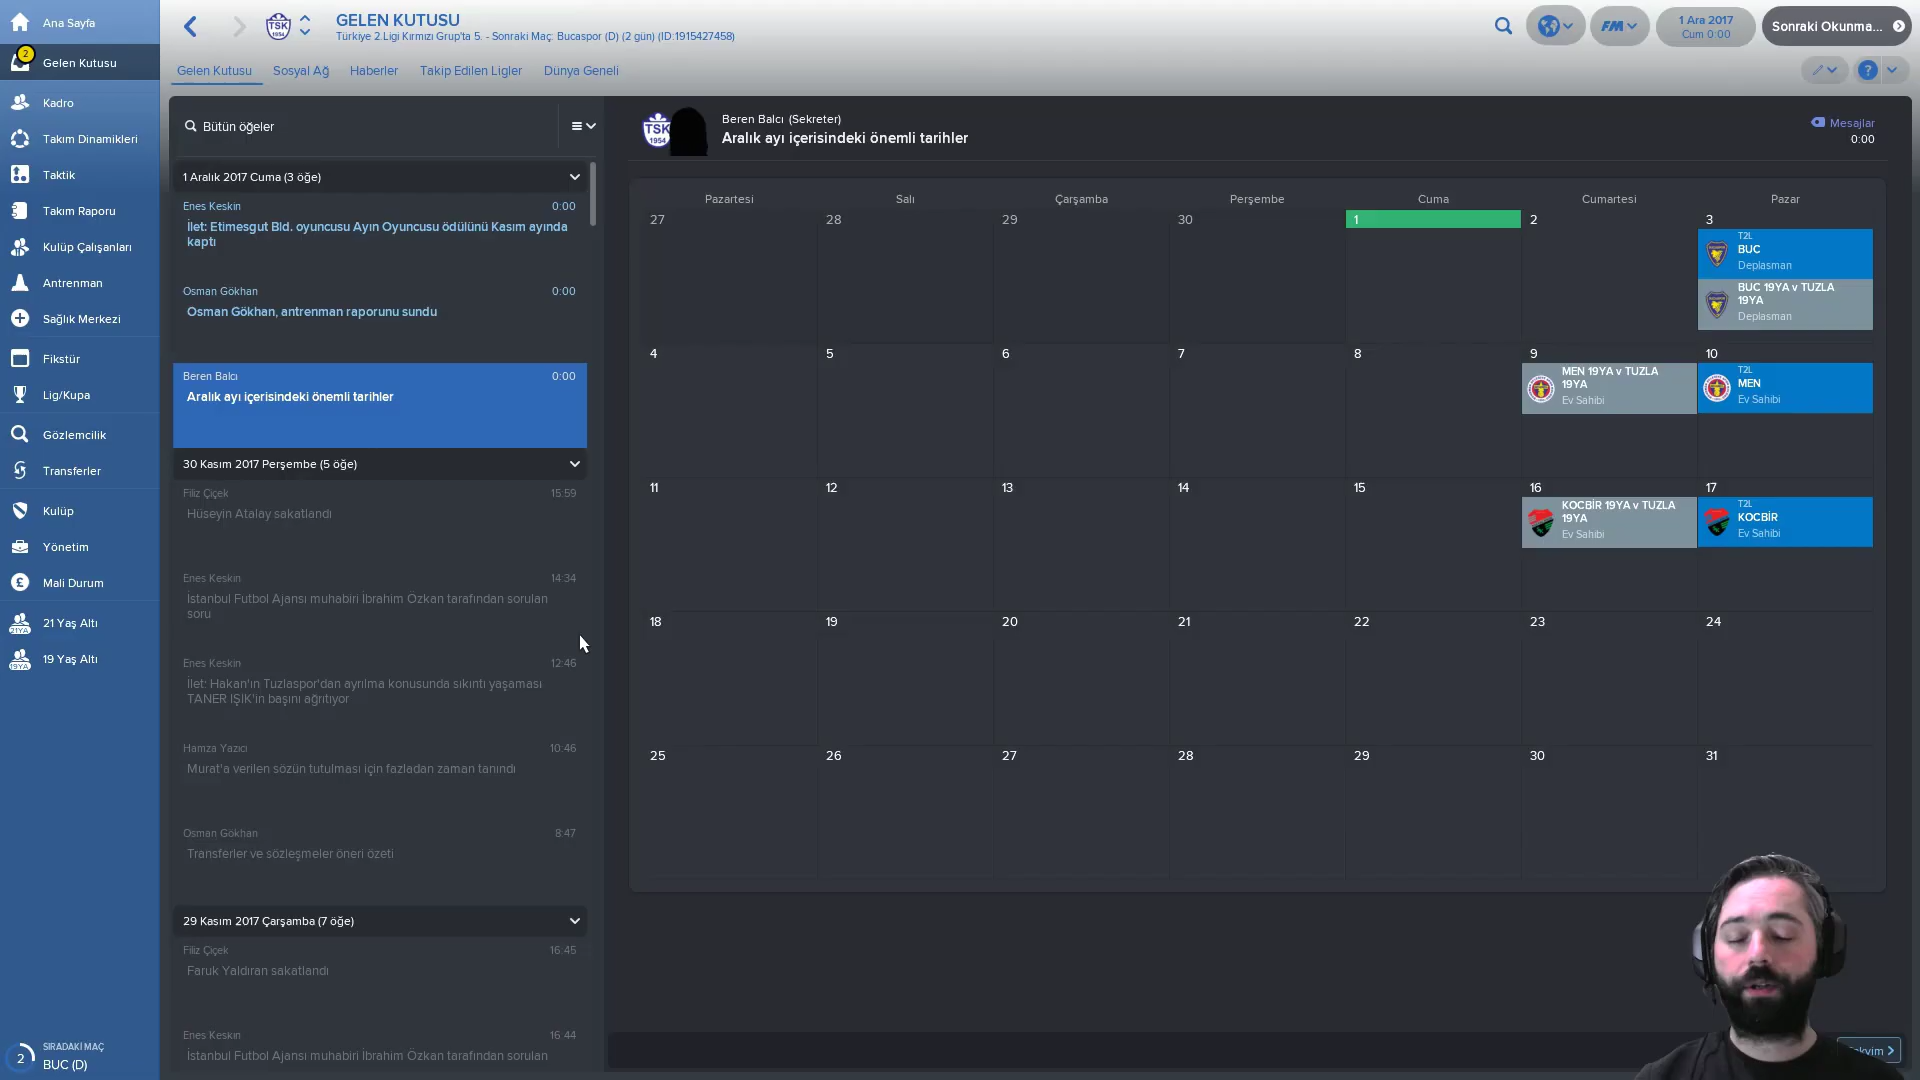 Ana Sayfa
2
Gelen Kutusu
Kadro
Takım Dinamikleri
Taktik
Takım Raporu
Kulüp Çalışanları
Antrenman
Sağlık Merkezi
Fikstür
Lig/Kupa
Gözlemcilik
Transferler
Kulüp
Yönetim
Mali Durum
21YA
21 Yaş Altı
19YA
19 Yaş Altı
2
SIRADAKİ MAÇ
BUC (D)
TSK
1954
GELEN KUTUSU
Türkiye 2.Ligi Kırmızı Grup'ta 5. - Sonraki Maç: Bucaspor (D) (2 gün) (ID:1915427458)
FM
1 Ara 2017
Cum 0:00
Sonraki Okunma...
Gelen Kutusu
Sosyal Ağ
Haberler
Takip Edilen Ligler
Dünya Geneli
?
Bütün öğeler
1 Aralık 2017 Cuma (3 öğe)
Enes Keskin 0:00
İlet: Etimesgut Bld. oyuncusu Ayın Oyuncusu ödülünü Kasım ayında
kaptı
Osman Gökhan 0:00
Osman Gökhan, antrenman raporunu sundu
Beren Balcı 0:00
Aralık ayı içerisindeki önemli tarihler
30 Kasım 2017 Perşembe (5 öğe)
Filiz Çiçek 15:59
Hüseyin Atalay sakatlandı
Enes Keskin 14:34
İstanbul Futbol Ajansı muhabiri İbrahim Özkan tarafından sorulan
soru
Enes Keskin 12:46
İlet: Hakan'ın Tuzlaspor'dan ayrılma konusunda sıkıntı yaşaması
TANER IŞIK'in başını ağrıtıyor
Hamza Yazıcı 10:46
Murat'a verilen sözün tutulması için fazladan zaman tanındı
Osman Gökhan 8:47
Transferler ve sözleşmeler öneri özeti
29 Kasım 2017 Çarşamba (7 öğe)
Filiz Çiçek 16:45
Faruk Yaldıran sakatlandı
Enes Keskin 16:44
İstanbul Futbol Ajansı muhabiri İbrahim Özkan tarafından sorulan
TSK
1954
Beren Balcı (Sekreter)
Aralık ayı içerisindeki önemli tarihler
Mesajlar
0:00
Pazartesi Salı Çarşamba Perşembe Cuma Cumartesi Pazar
27 28 29 30 1 2 3
T2L
BUC
Deplasman
BUC 19YA v TUZLA
19YA
Deplasman
4 5 6 7 8 9 10
MEN 19YA v TUZLA
19YA
Ev Sahibi
T2L
MEN
Ev Sahibi
11 12 13 14 15 16 17
KOCBİR 19YA v TUZLA
19YA
Ev Sahibi
T2L
KOCBİR
Ev Sahibi
18 19 20 21 22 23 24
25 26 27 28 29 30 31